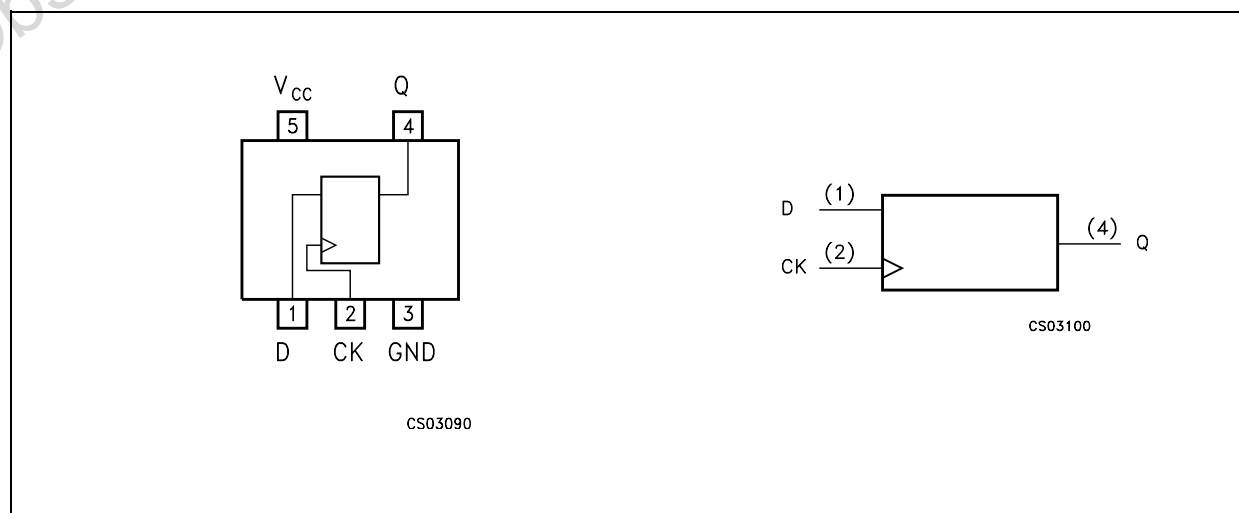 V CC Q
5 4
1 2 3
D CK GND
CS03090
D (1)
CK (2)
(4) Q
CS03100